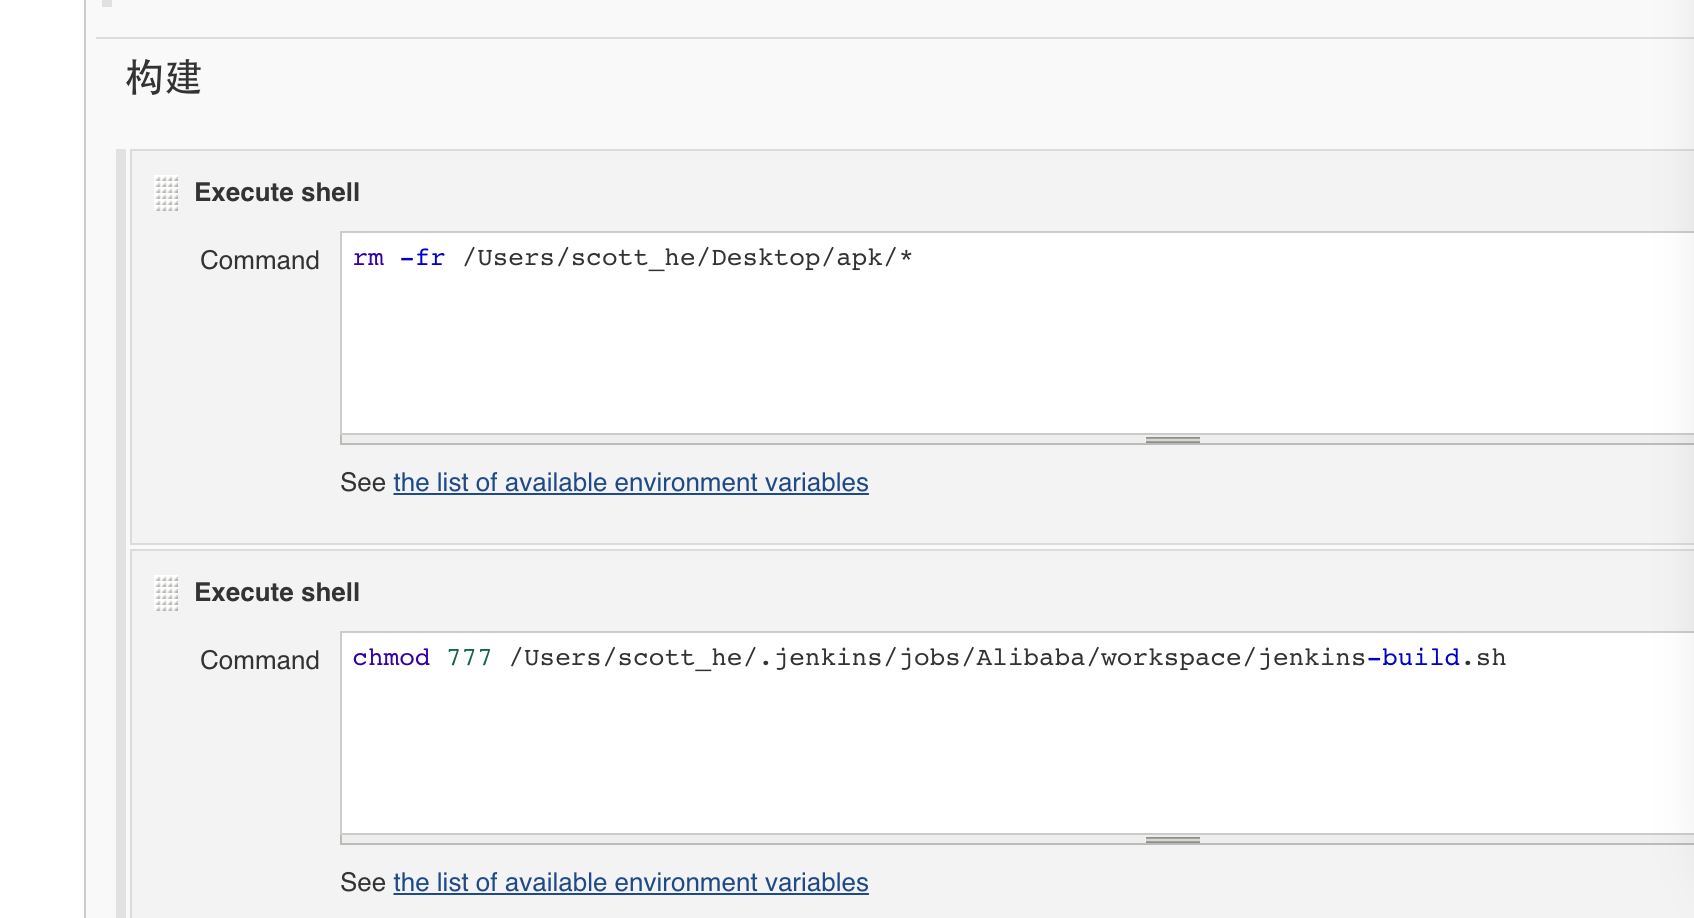 构建
Execute shell
Command
rm -fr /Users/scott_he/Desktop/apk/*
See the list of available environment variables
Execute shell
Command
chmod 777 /Users/scott_he/.jenkins/jobs/Alibaba/workspace/jenkins-build.sh
See the list of available environment variables